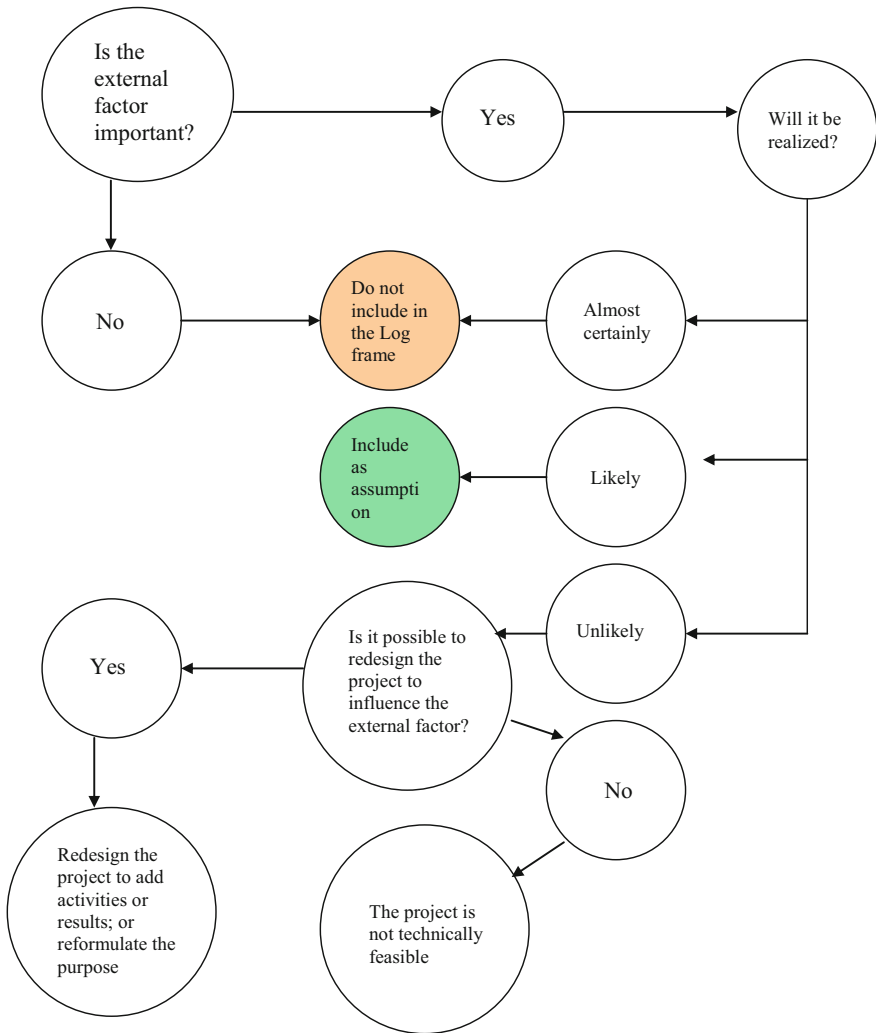 Is the
external
factor
important?
Yes
Will it be
realized?
No
Do not
include in
the Log
frame
Almost
certainly
Include
as
assumpti
on
Likely
Yes
Is it possible to
redesign the
project to
influence the
external factor?
Unlikely
No
Redesign the
project to add
activities or
results; or
reformulate the
purpose
The project is
not technically
feasible